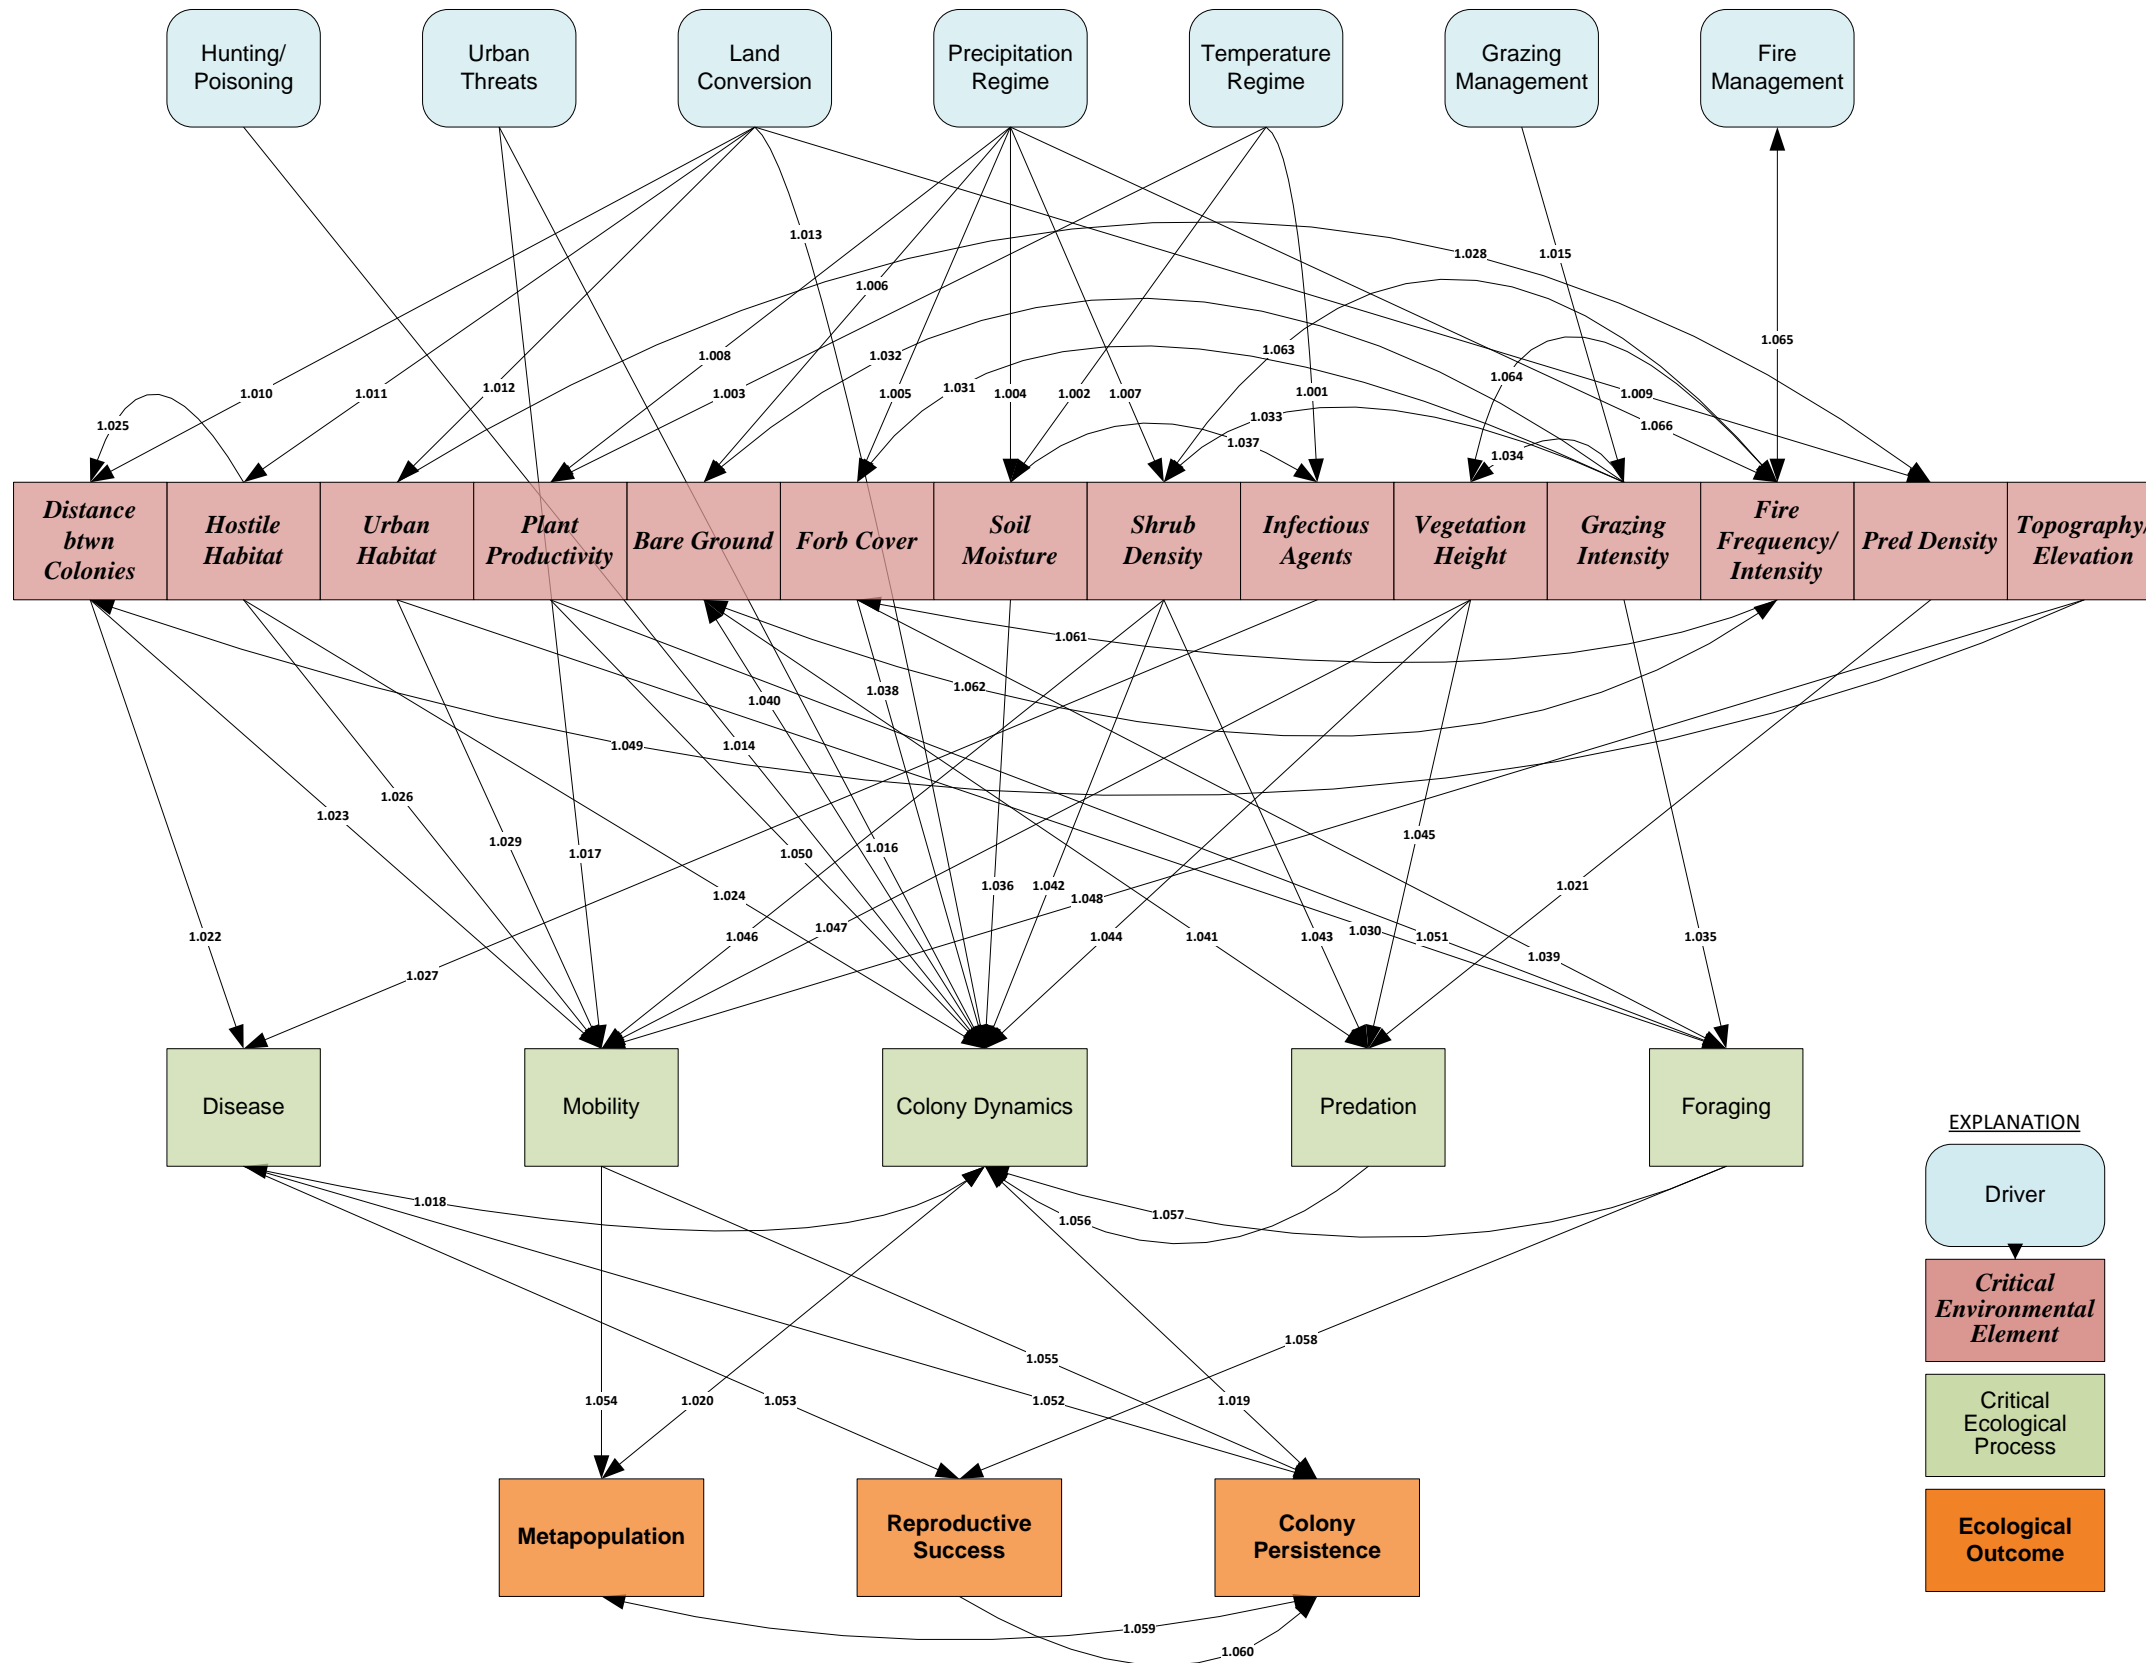 Hunting/
Poisoning
Urban
Threats
Land
Conversion
Precipitation
Regime
Temperature
Regime
Grazing
Management
Fire
Management
1.013
1.028
1.015
1.006
1.065
1.008
1.032
1.063
1.064
1.010
1.011
1.012
1.003
1.005
1.031
1.004
1.002
1.007
1.001
1.009
1.025
1.033
1.066
1.037
1.034
Distance
btwn
Colonies
Hostile
Habitat
Urban
Habitat
Plant
Productivity
Bare Ground
Forb Cover
Soil
Moisture
Shrub
Density
Infectious
Agents
Vegetation
Height
Grazing
Intensity
Fire
Frequency/
Intensity
Pred Density
Topography/
Elevation
1.061
1.062
1.038
1.040
1.049
1.014
1.026
1.023
1.029
1.017
1.050
1.016
1.045
1.024
1.036
1.042
1.048
1.021
1.022
1.046
1.047
1.044
1.041
1.043
1.030
1.051
1.035
1.039
1.027
Disease
Mobility
Colony Dynamics
Predation
Foraging
1.018
1.056
1.057
1.058
1.055
1.054
1.020
1.053
1.052
1.019
Metapopulation
Reproductive
Success
Colony
Persistence
1.059
1.060
EXPLANATION
Driver
Critical
Environmental
Element
Critical
Ecological
Process
Ecological
Outcome